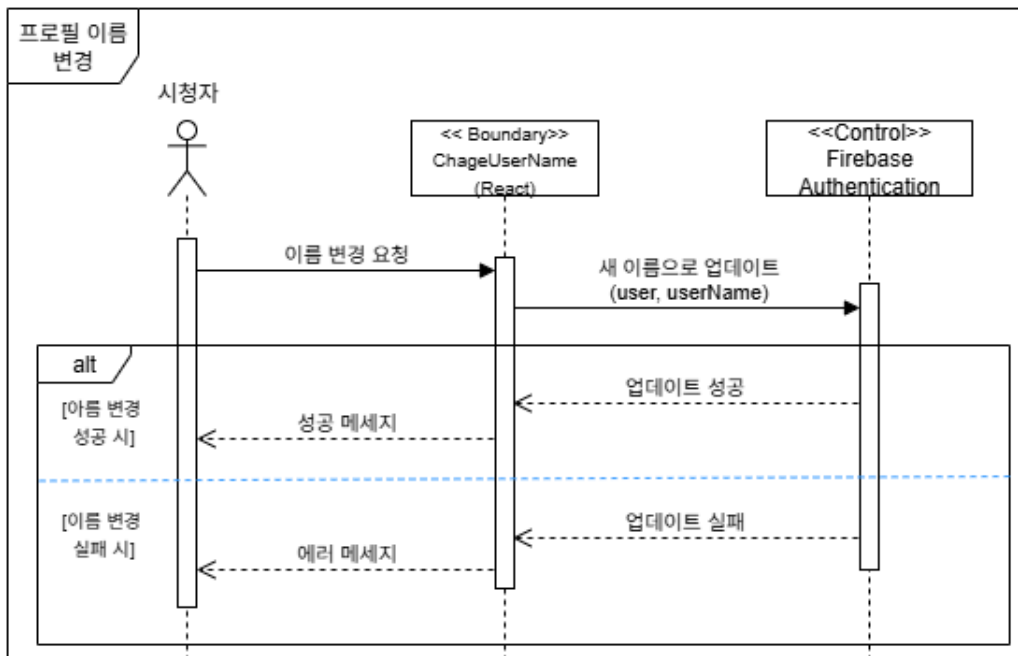 프로필 이름
변경
시청자
<< Boundary>>
ChageUserName
(React)
<<Control>>
Firebase
Authentication
이름 변경 요청
새 이름으로 업데이트
(user, userName)
alt
[아름 변경
성공 시]
업데이트 성공
성공 메세지
[이름 변경
실패 시]
업데이트 실패
에러 메세지